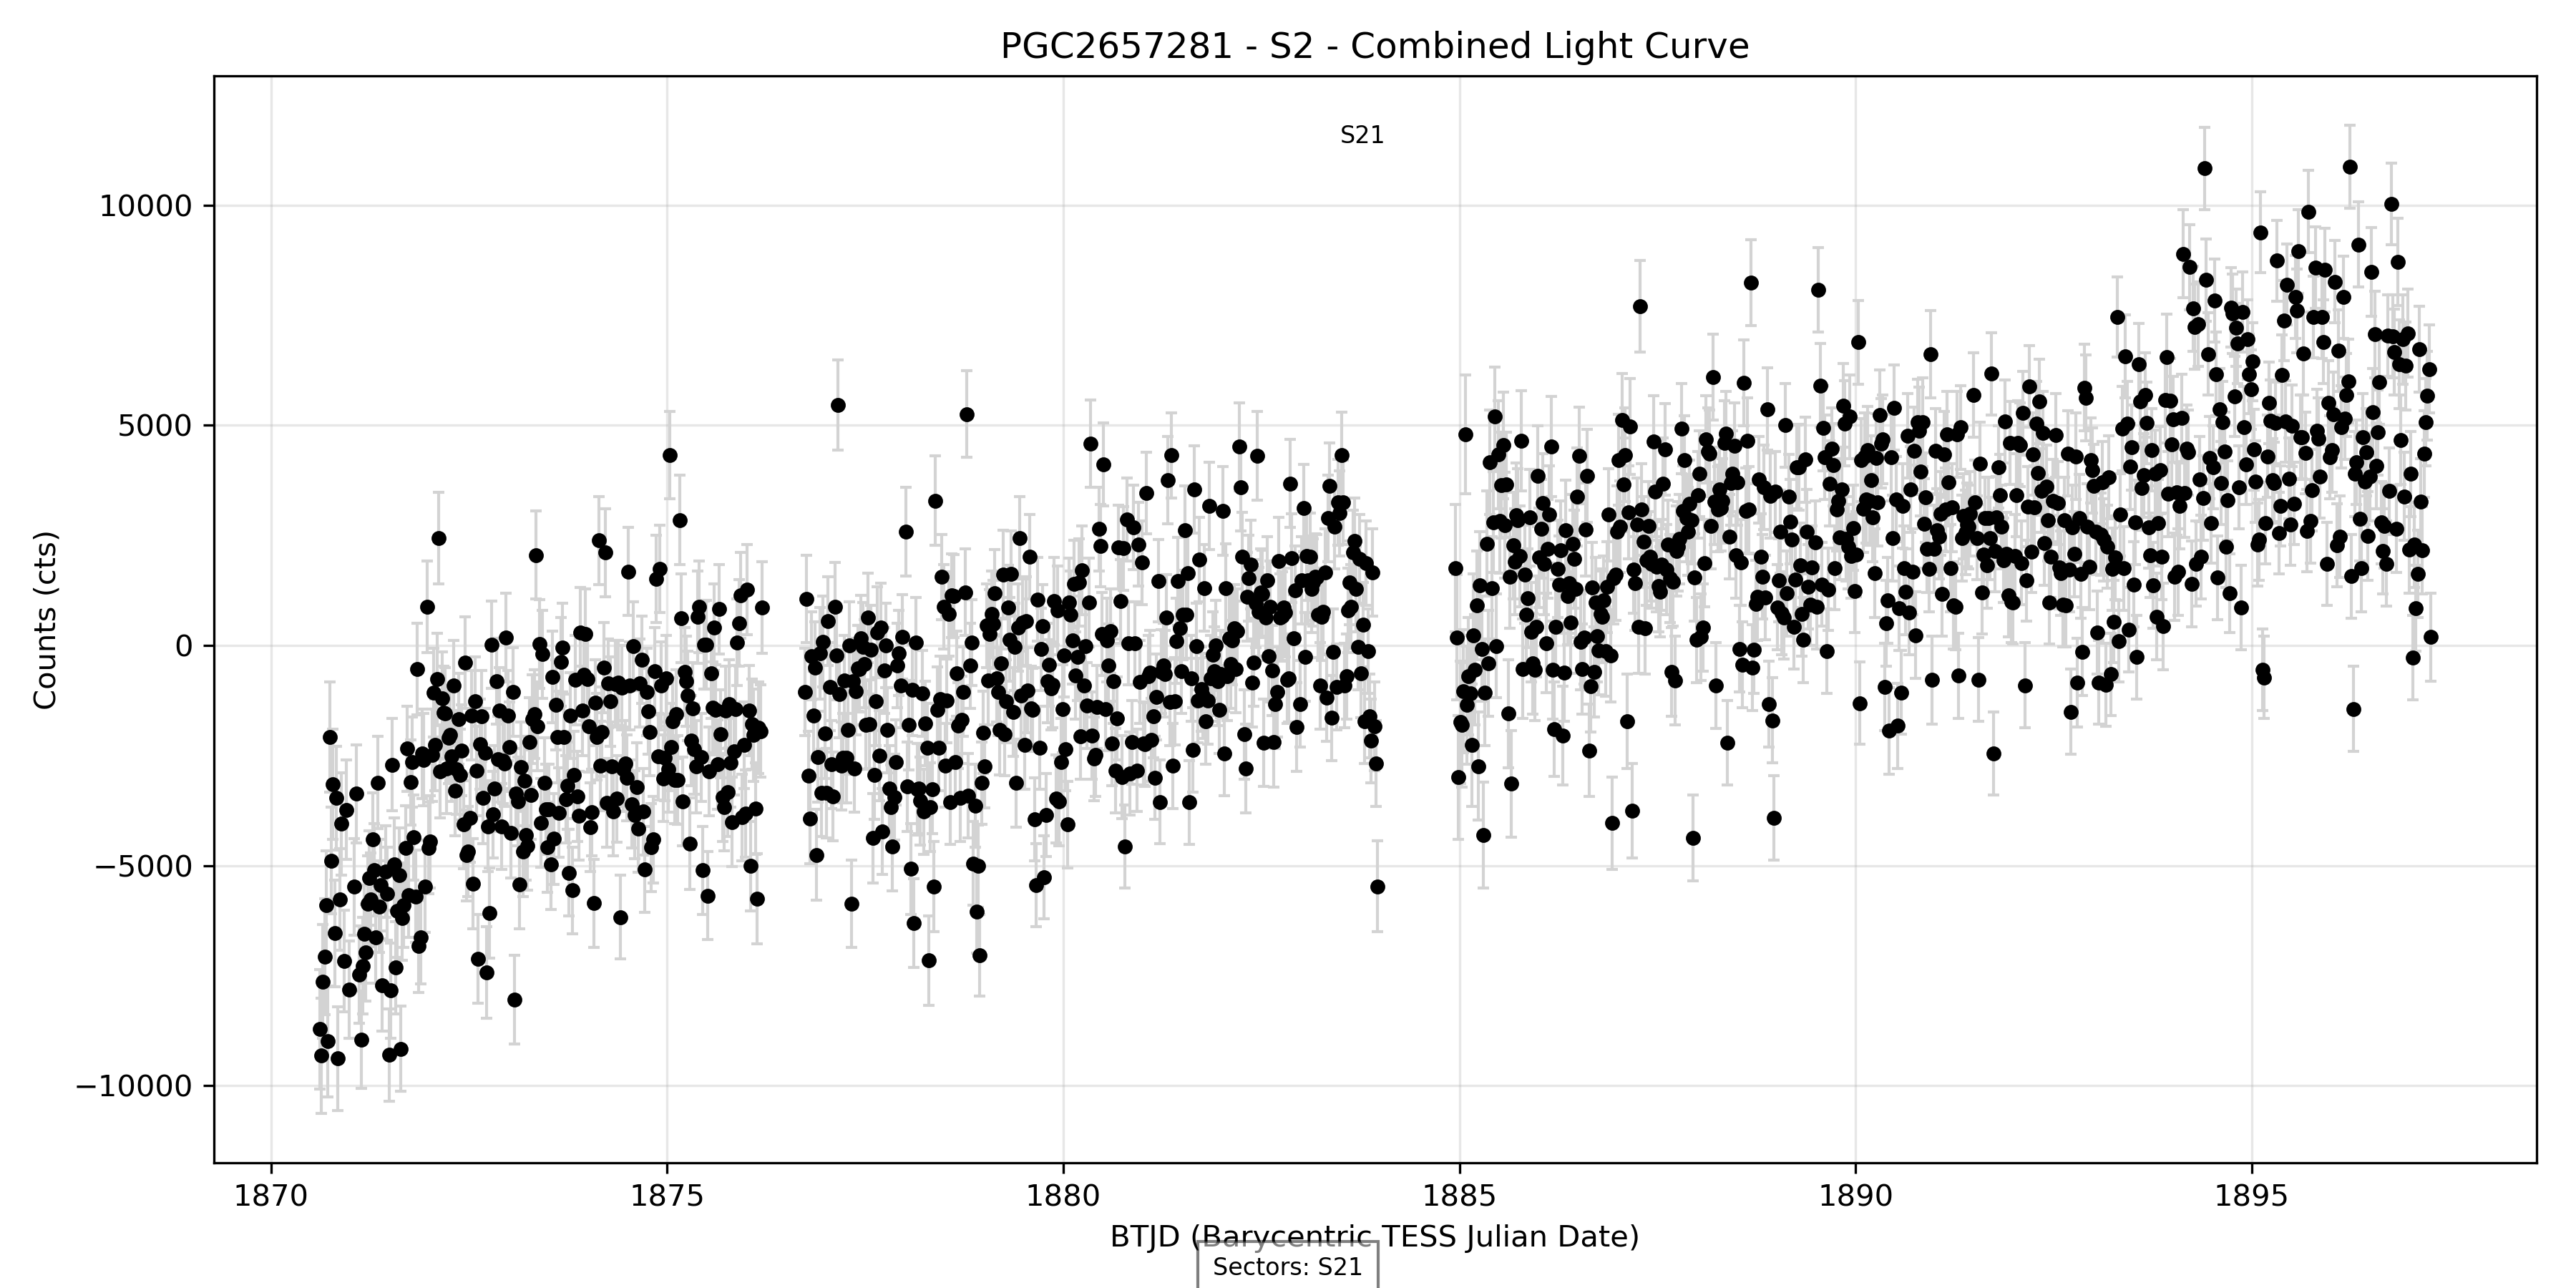 PGC2657281 - S2 - Combined Light Curve
S21
10000
5000
0
−5000
−10000
Counts (cts)
1870 1875 1880 1885 1890 1895
BTJD (Barycentric TESS Julian Date)
Sectors: S21